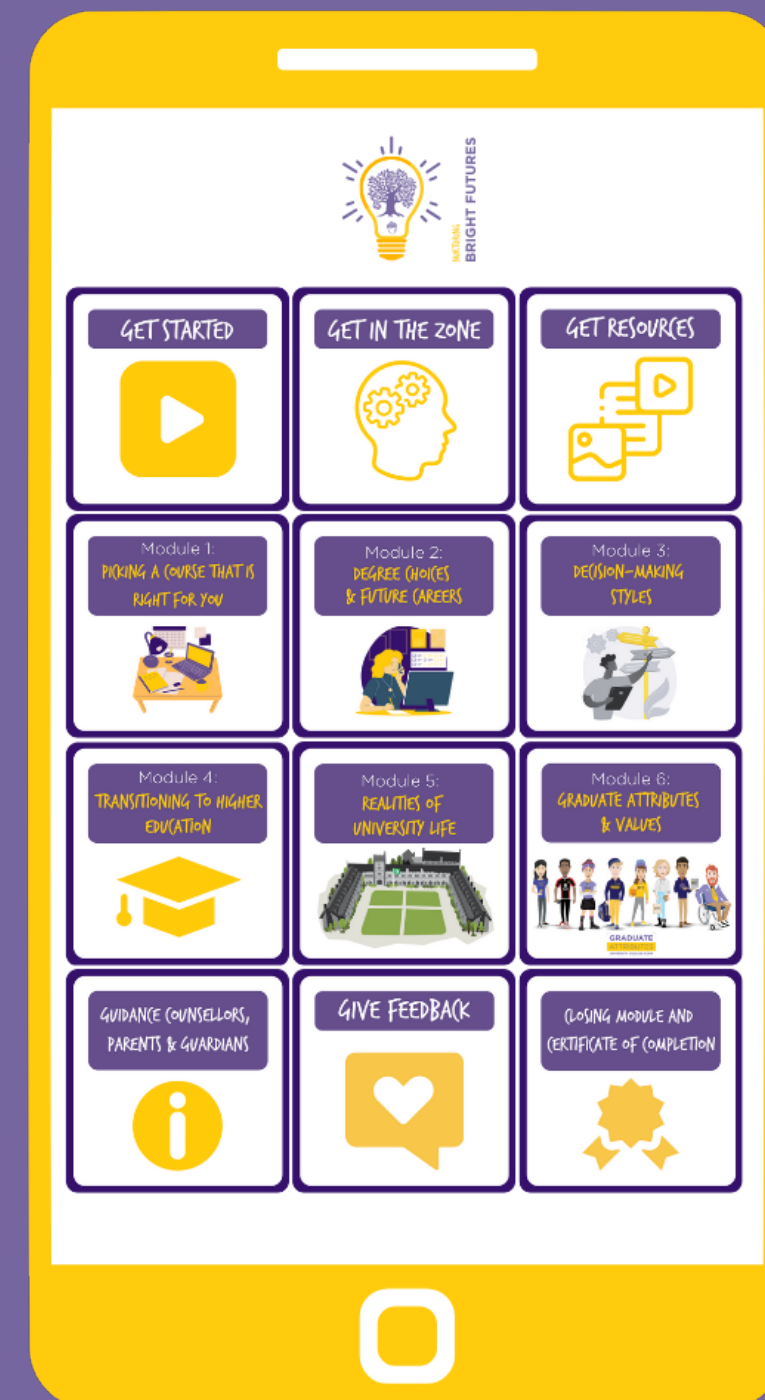 NURTURING
BRIGHT FUTURES
GET STARTED
GET IN THE ZONE
GET RESOURCES
Module 1:
PICKING A COURSE THAT IS
RIGHT FOR YOU
Module 2:
DEGREE CHOICES
& FUTURE CAREERS
Module 3:
DECISION-MAKING
STYLES
Module 4:
TRANSITIONING TO HIGHER
EDUCATION
Module 5:
REALITIES OF
UNIVERSITY LIFE
Module 6:
GRADUATE ATTRIBUTES
& VALUES
GRADUATE
ATTRIBUTES
GUIDANCE COUNSELLORS,
PARENTS & GUARDIANS
GIVE FEEDBACK
CLOSING MODULE AND
CERTIFICATE OF COMPLETION